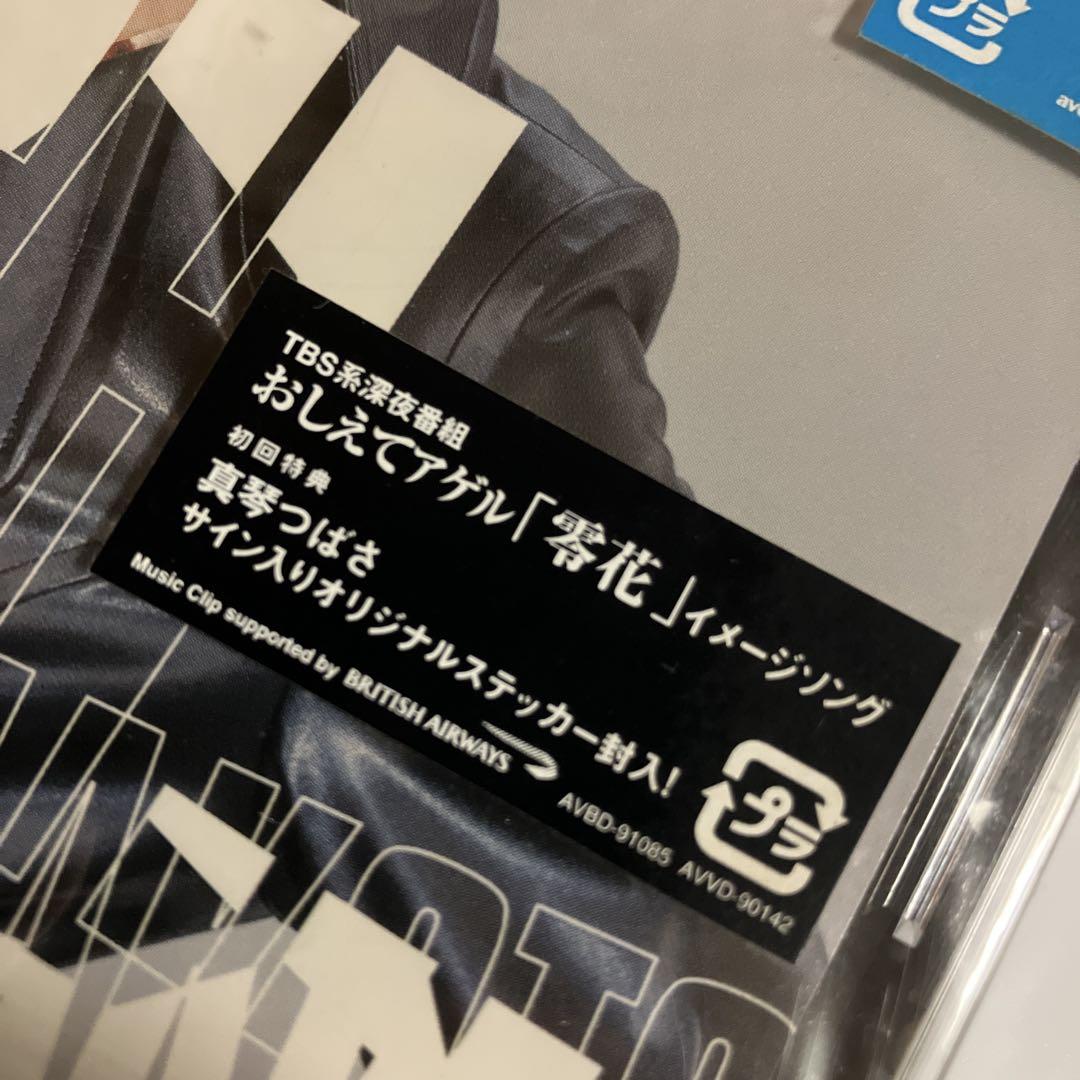 プラ
TBS系深夜番組
おしえてアゲル「零花」イメージソング
初回特典
真琴つばさ
サイン入りオリジナルステッカー封入!
Music Clip supported by BRITISH AIRWAYS
プラ
AVBD-91085 AVVD-90142